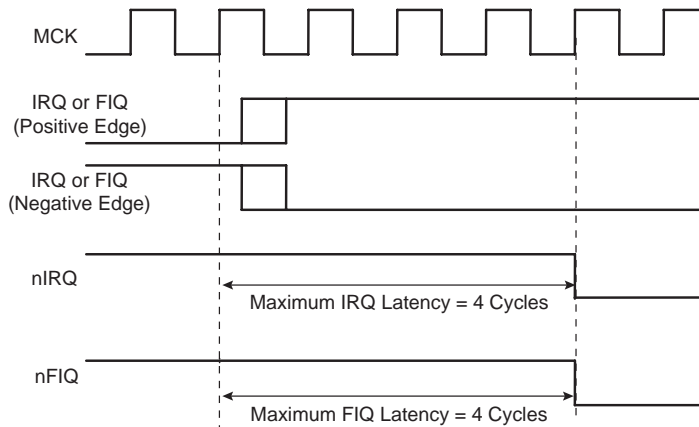 MCK
IRQ or FIQ
(Positive Edge)
IRQ or FIQ
(Negative Edge)
nIRQ
Maximum IRQ Latency = 4 Cycles
nFIQ
Maximum FIQ Latency = 4 Cycles